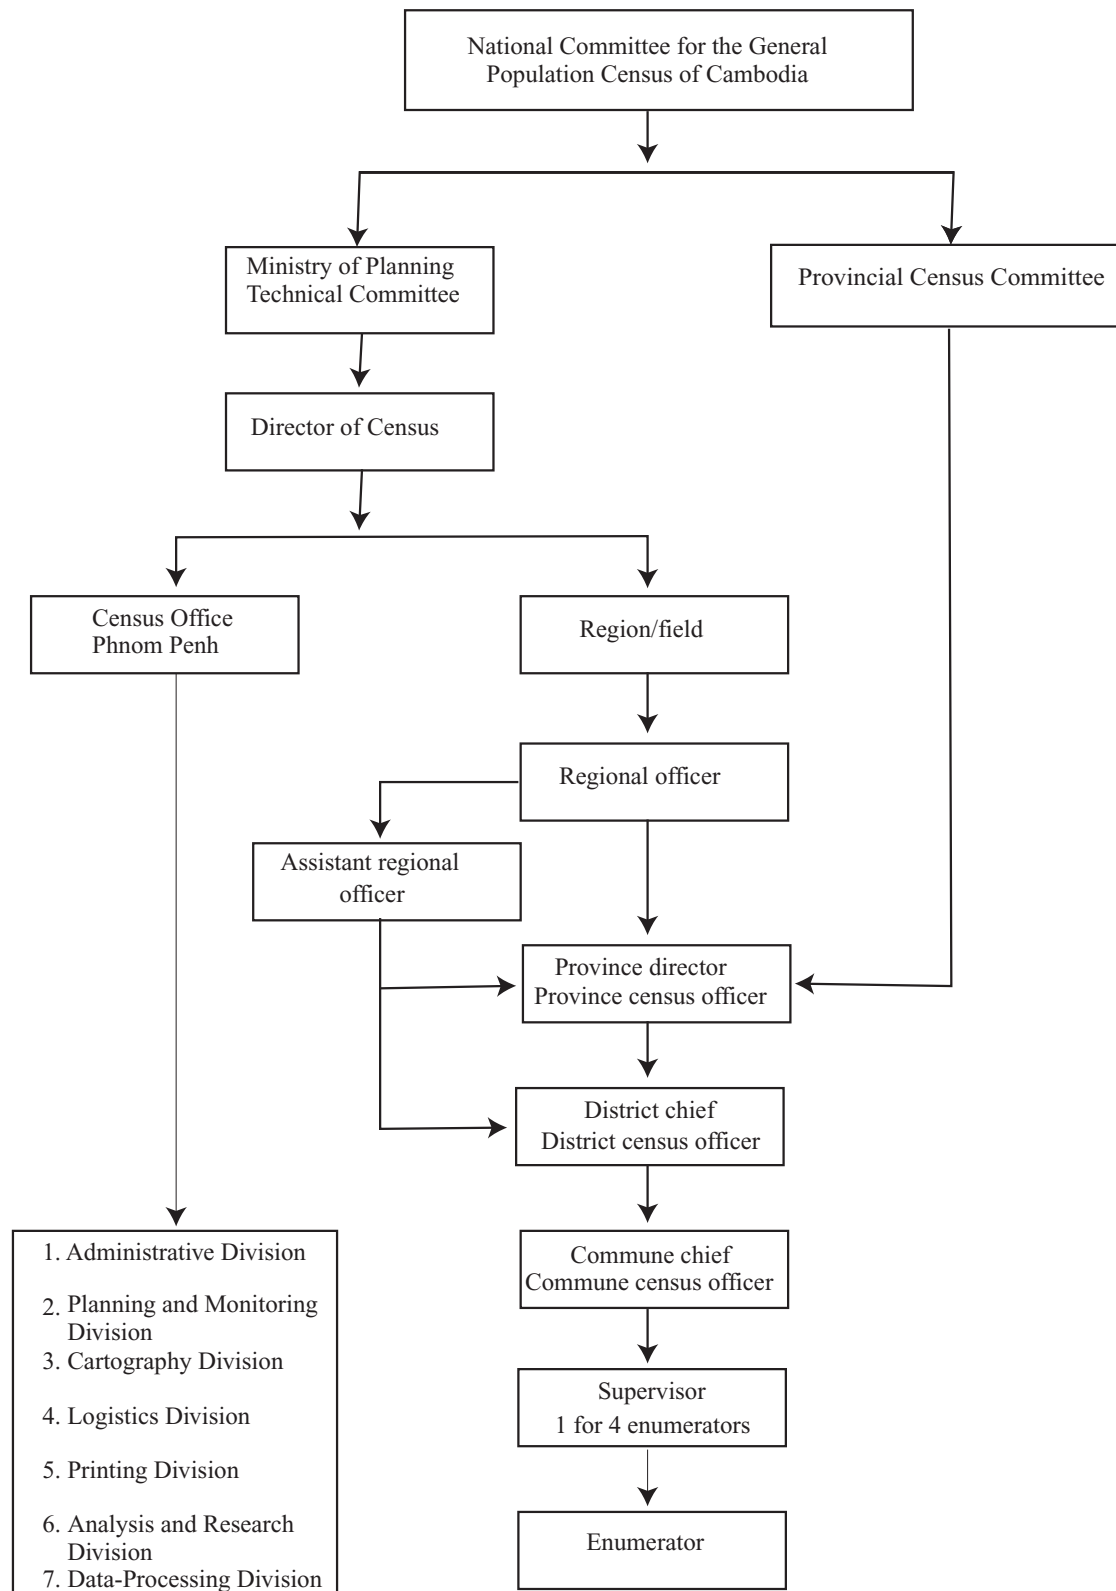 National Committee for the General
Population Census of Cambodia
Ministry of Planning
Technical Committee
Provincial Census Committee
Director of Census
Census Office
Phnom Penh
Region/field
Regional officer
Assistant regional
officer
Province director
Province census officer
District chief
District census officer
1. Administrative Division
2. Planning and Monitoring
Division
3. Cartography Division
4. Logistics Division
5. Printing Division
6. Analysis and Research
Division
7. Data-Processing Division
Commune chief
Commune census officer
Supervisor
1 for 4 enumerators
Enumerator